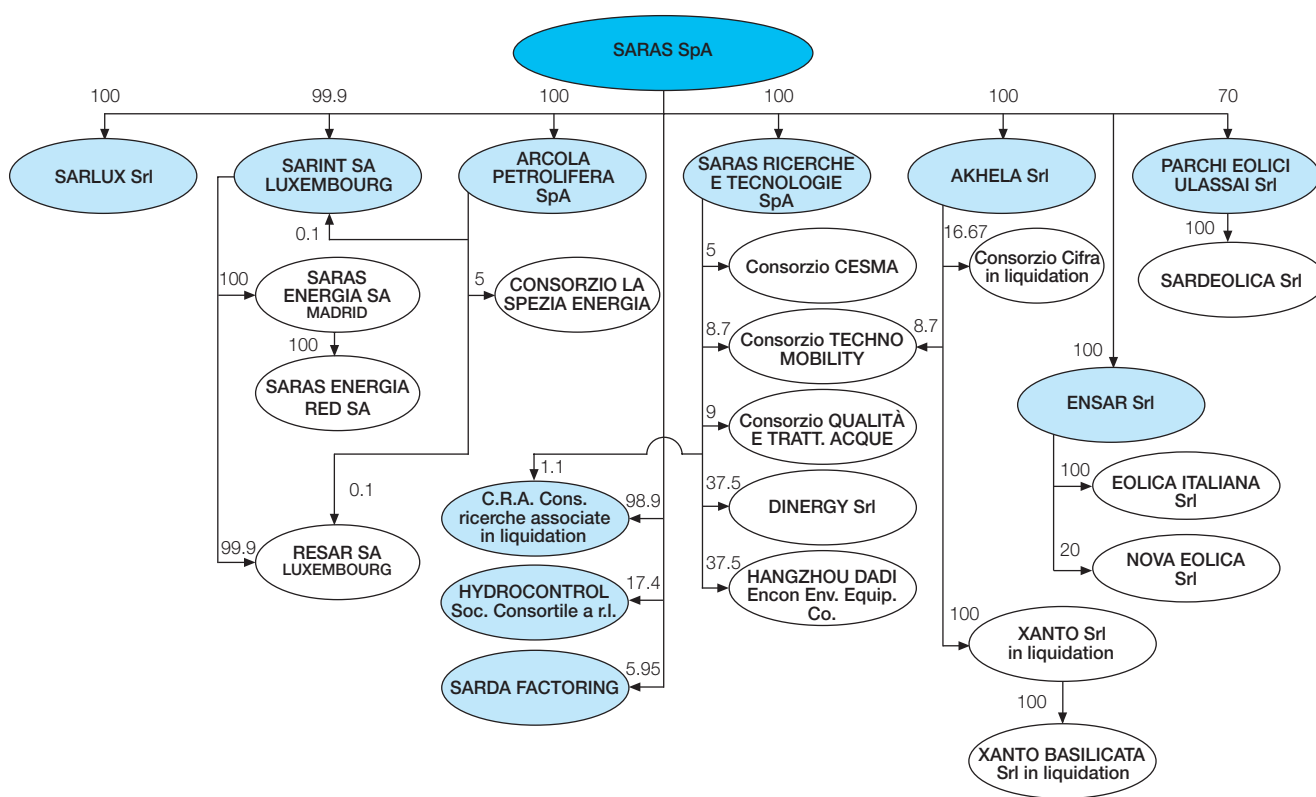 SARAS SpA
100
99.9
100
100
100
70
SARLUX Srl
SARINT SA
LUXEMBOURG
ARCOLA
PETROLIFERA
SpA
SARAS RICERCHE
E TECNOLOGIE
SpA
AKHELA Srl
PARCHI EOLICI
ULASSAI Srl
0.1
100
SARAS
ENERGIA SA
MADRID
100
SARAS ENERGIA
RED SA
5
CONSORZIO LA
SPEZIA ENERGIA
0.1
99.9
RESAR SA
LUXEMBOURG
5
Consorzio CESMA
8.7
Consorzio TECHNO
MOBILITY
8.7
9
Consorzio QUALITÀ
E TRATT. ACQUE
37.5
DINERGY Srl
37.5
HANGZHOU DADI
Encon Env. Equip.
Co.
1.1
C.R.A. Cons.
ricerche associate
in liquidation
98.9
HYDROCONTROL
Soc. Consortile a r.l.
17.4
SARDA FACTORING
5.95
16.67
Consorzio Cifra
in liquidation
100
XANTO Srl
in liquidation
100
XANTO BASILICATA
Srl in liquidation
100
SARDEOLICA Srl
100
ENSAR Srl
100
EOLICA ITALIANA
Srl
20
NOVA EOLICA
Srl